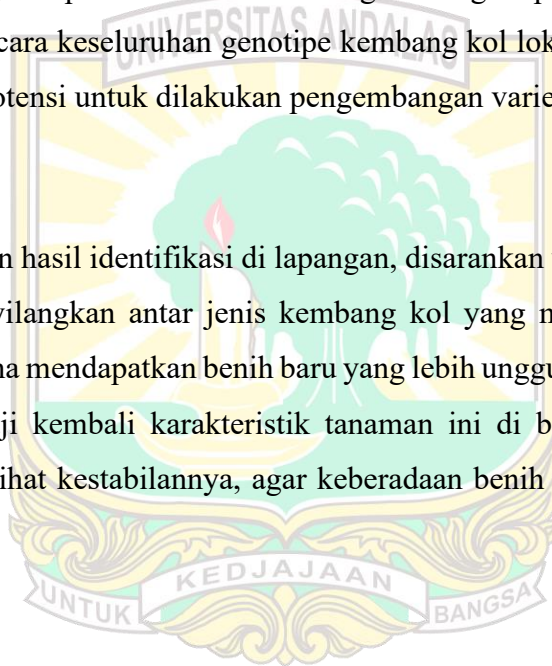 UNIVERSITAS ANDALAS
cara keseluruhan genotipe kembang kol lok
otensi untuk dilakukan pengembangan varie
n hasil identifikasi di lapangan, disarankan
vilangkan antar jenis kembang kol yang m
na mendapatkan benih baru yang lebih unggu
ji kembali karakteristik tanaman ini di b
ihat kestabilannya, agar keberadaan benih
UNTUK KEDJAJAAN BANGSA